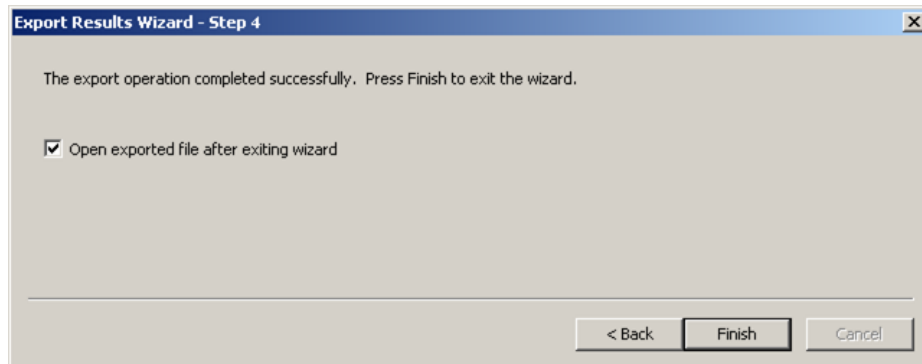 Export Results Wizard - Step 4
The export operation completed successfully.  Press Finish to exit the wizard.
Open exported file after exiting wizard
< Back
Finish
Cancel